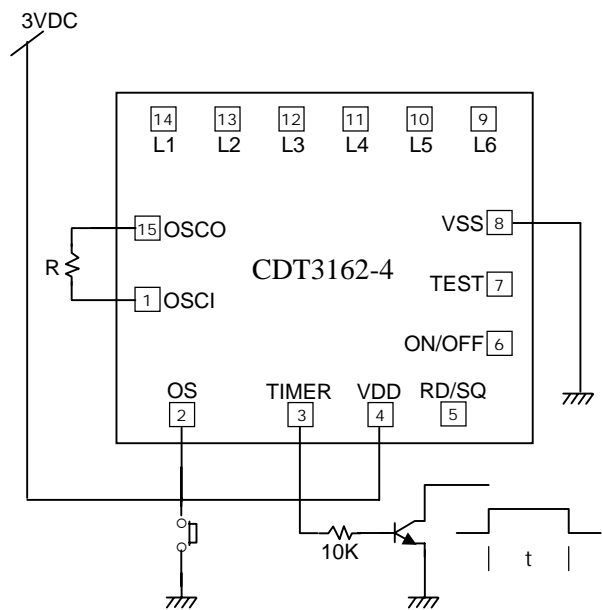 3VDC
14 13 12 11 10 9
L1 L2 L3 L4 L5 L6
15 OSCO
VSS 8
R
CDT3162-4
TEST 7
1 OSCI
ON/OFF 6
OS TIMER VDD RD/SQ
2 3 4 5
10K
t